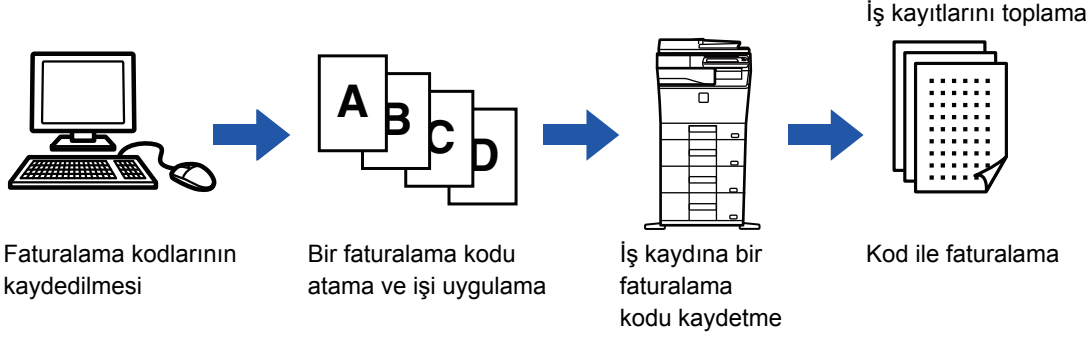 İş kayıtlarını toplama
A
B
C
D
Faturalama kodlarının
kaydedilmesi
Bir faturalama kodu
atama ve işi uygulama
İş kaydına bir
faturalama
kodu kaydetme
Kod ile faturalama